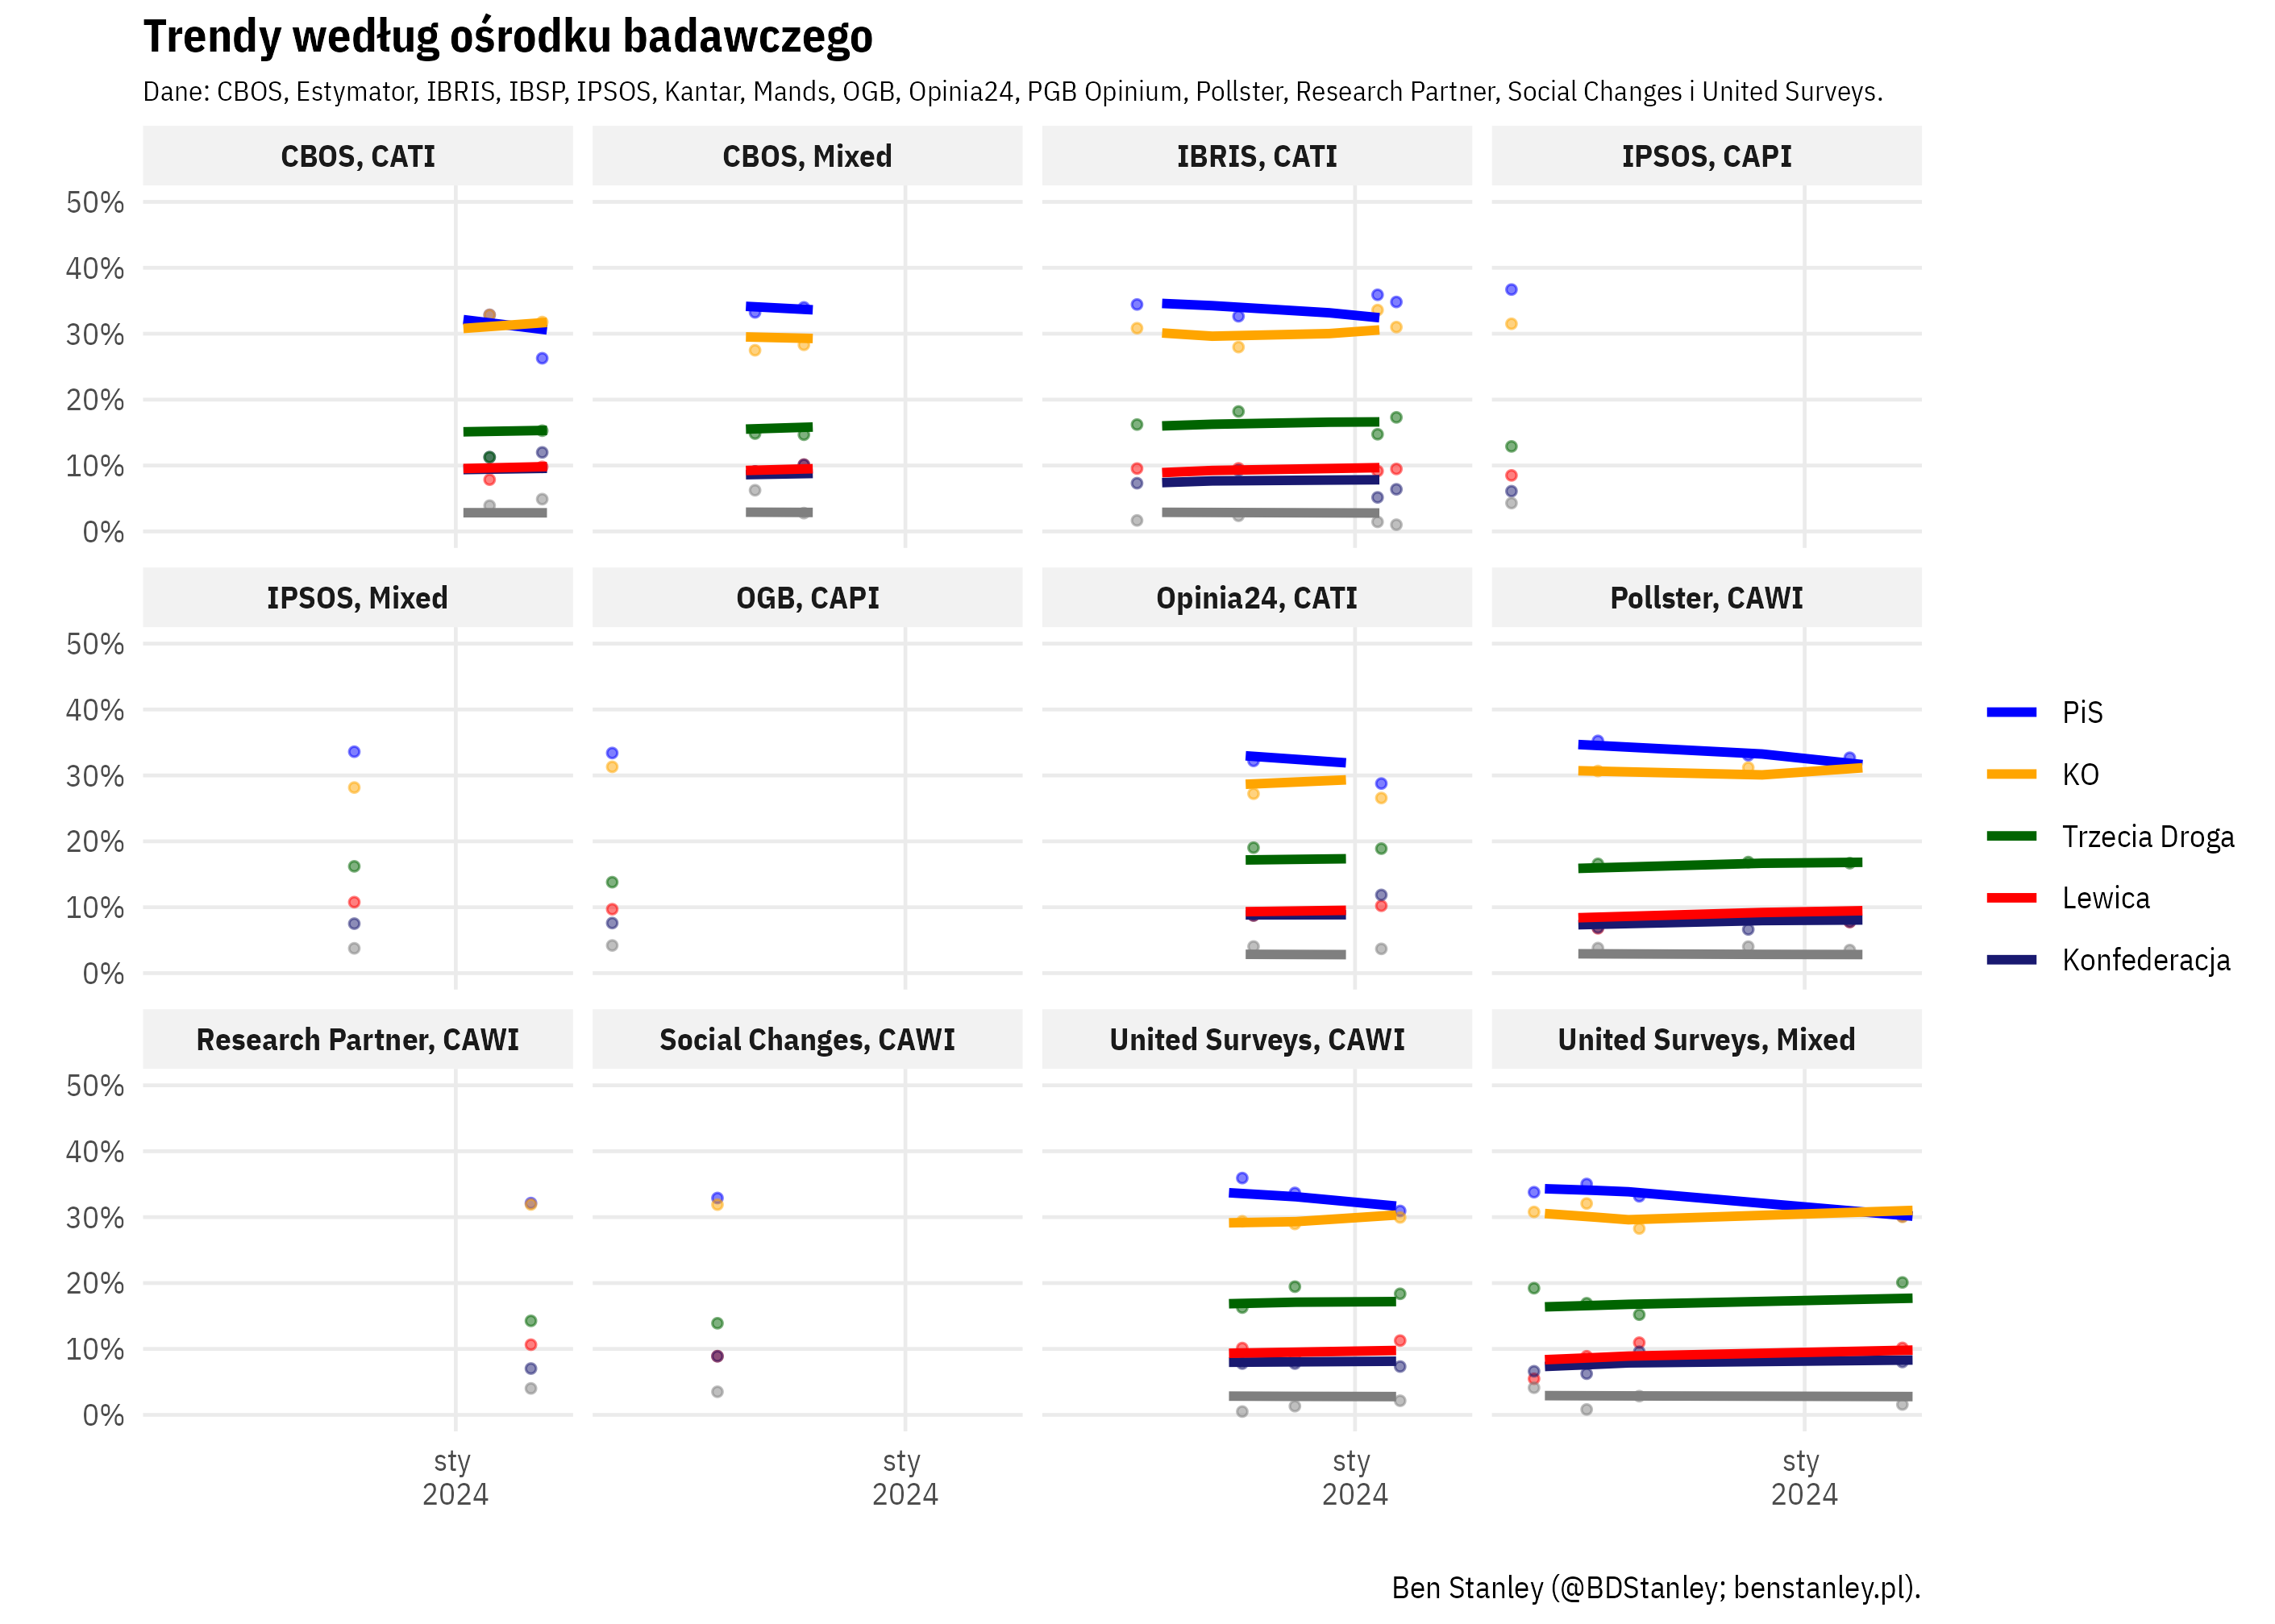 Trendy według ośrodku badawczego
Dane: CBOS, Estymator, IBRIS, IBSP, IPSOS, Kantar, Mands, OGB, Opinia24, PGB Opinium, Pollster, Research Partner, Social Changes i United Surveys.
CBOS, CATI
CBOS, Mixed
IBRIS, CATI
IPSOS, CAPI
50%
40%
30%
20%
10%
0%
IPSOS, Mixed
OGB, CAPI
Opinia24, CATI
Pollster, CAWI
50%
40%
30%
20%
10%
0%
PiS
KO
Trzecia Droga
Lewica
Konfederacja
Research Partner, CAWI
Social Changes, CAWI
United Surveys, CAWI
United Surveys, Mixed
50%
40%
30%
20%
10%
0%
sty
2024
sty
2024
sty
2024
sty
2024
Ben Stanley (@BDStanley; benstanley.pl).